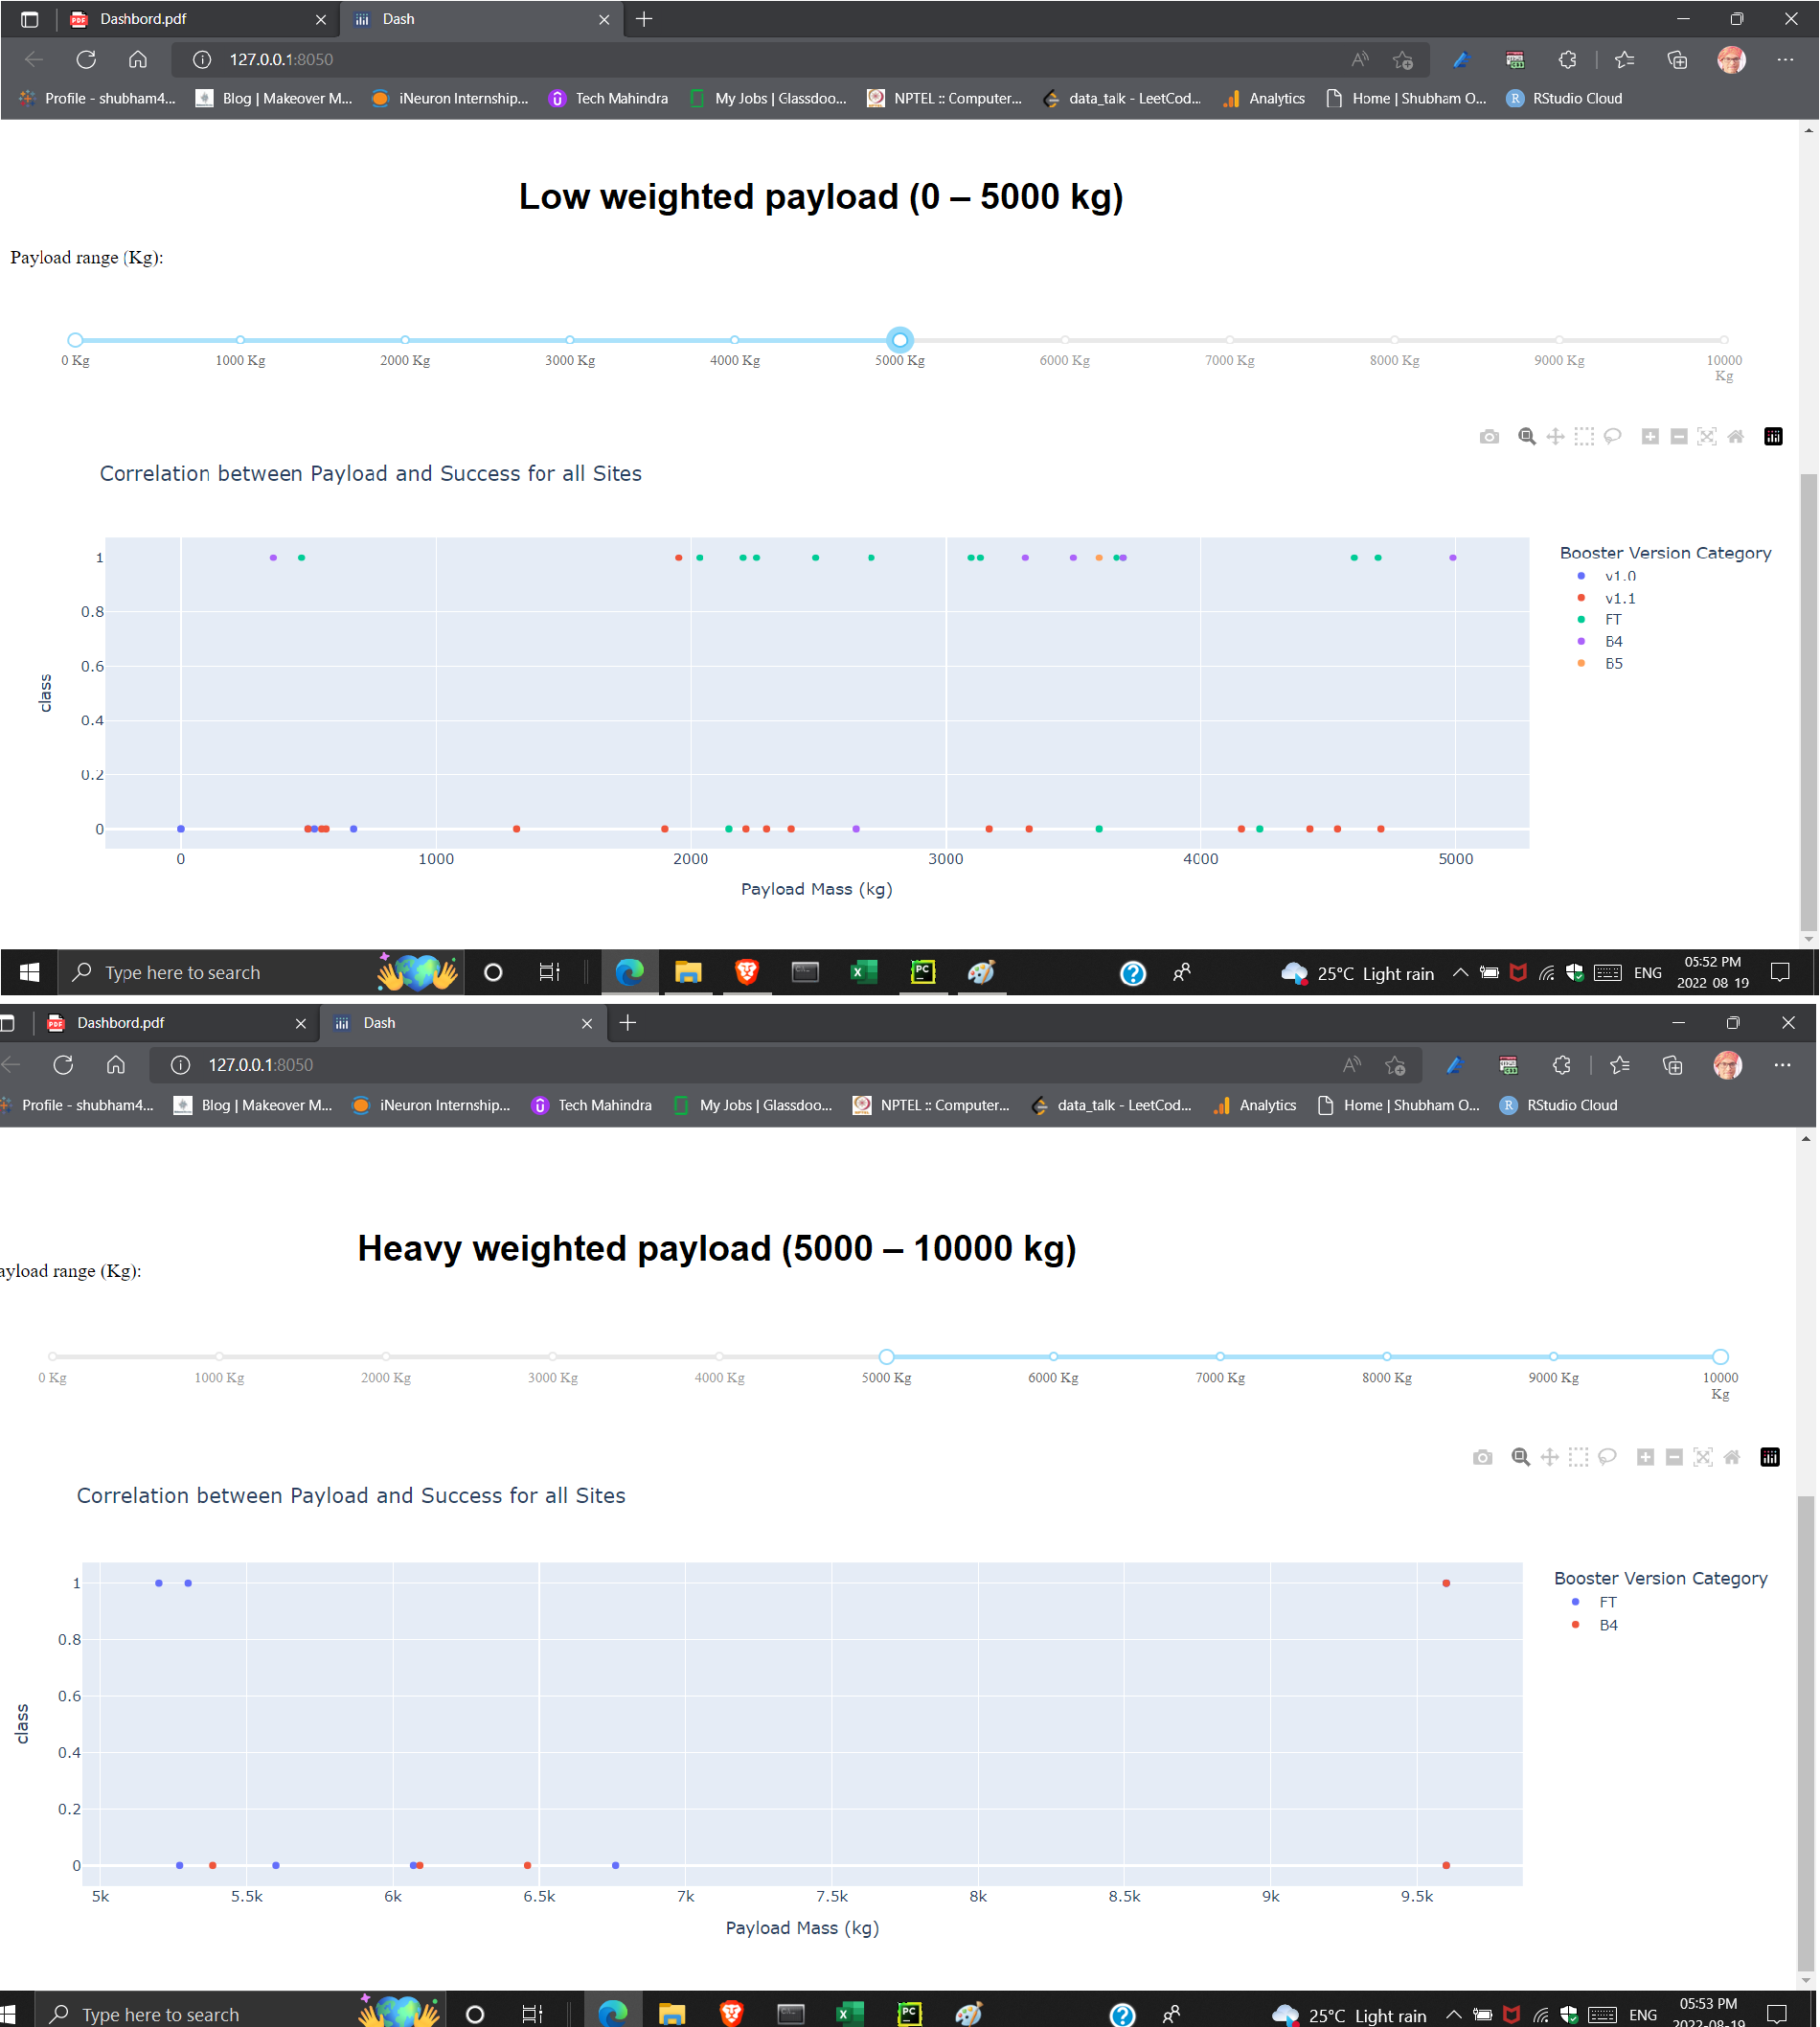 Dashbord.pdf
Dash
127.0.0.1:8050
Profile - shubham4... Blog | Makeover M... iNeuron Internship... Tech Mahindra My Jobs | Glassdoo... NPTEL :: Computer... data_talk - LeetCod... Analytics Home | Shubham O... RStudio Cloud
Low weighted payload (0 – 5000 kg)
Payload range (Kg):
0 Kg 1000 Kg 2000 Kg 3000 Kg 4000 Kg 5000 Kg 6000 Kg 7000 Kg 8000 Kg 9000 Kg 10000
Kg
Correlation between Payload and Success for all Sites
Booster Version Category
v1.0
v1.1
FT
B4
B5
1
0.8
0.6
0.4
0.2
0
class
0 1000 2000 3000 4000 5000
Payload Mass (kg)
Type here to search
25°C Light rain
ENG
05:52 PM
2022-08-19
Dashbord.pdf
Dash
127.0.0.1:8050
Profile - shubham4... Blog | Makeover M... iNeuron Internship... Tech Mahindra My Jobs | Glassdoo... NPTEL :: Computer... data_talk - LeetCod... Analytics Home | Shubham O... RStudio Cloud
Heavy weighted payload (5000 – 10000 kg)
ayload range (Kg):
0 Kg 1000 Kg 2000 Kg 3000 Kg 4000 Kg 5000 Kg 6000 Kg 7000 Kg 8000 Kg 9000 Kg 10000
Kg
Correlation between Payload and Success for all Sites
Booster Version Category
FT
B4
1
0.8
0.6
0.4
0.2
0
class
5k 5.5k 6k 6.5k 7k 7.5k 8k 8.5k 9k 9.5k
Payload Mass (kg)
Type here to search
25°C Light rain
ENG
05:53 PM
2022-08-19